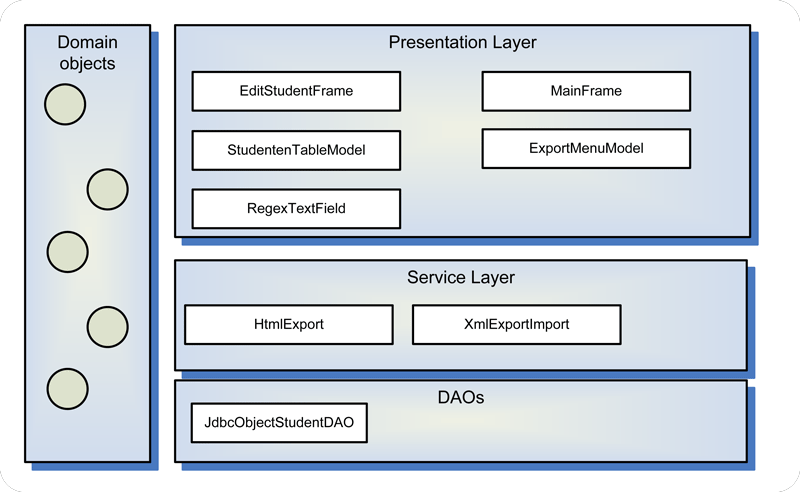 Domain
objects
Presentation Layer
EditStudentFrame
MainFrame
StudentenTableModel
ExportMenuModel
RegexTextField
Service Layer
HtmlExport
XmlExportImport
DAOs
JdbcObjectStudentDAO